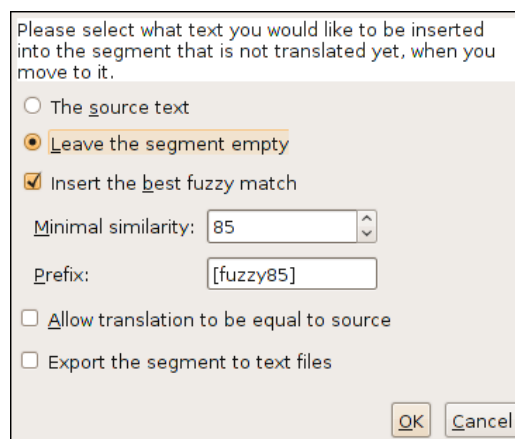 Please select what text you would like to be inserted
into the segment that is not translated yet, when you
move to it.
The source text
Leave the segment empty
Insert the best fuzzy match
Minimal similarity: 85
Prefix: [fuzzy85]
Allow translation to be equal to source
Export the segment to text files
OK Cancel